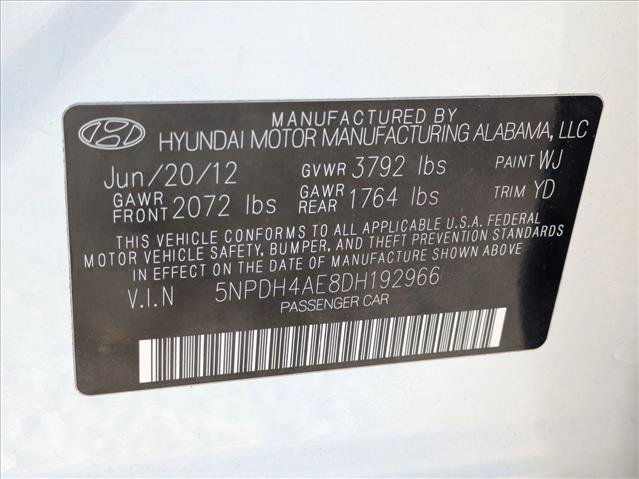 MANUFACTURED BY
HYUNDAI MOTOR MANUFACTURING ALABAMA, LLC
Jun/20/12 GVWR 3792 lbs PAINT WJ
GAWR FRONT 2072 lbs GAWR REAR 1764 lbs TRIM YD
THIS VEHICLE CONFORMS TO ALL APPLICABLE U.S.A. FEDERAL
MOTOR VEHICLE SAFETY, BUMPER, AND THEFT PREVENTION STANDARDS
IN EFFECT ON THE DATE OF MANUFACTURE SHOWN ABOVE
V.I.N 5NPDH4AE8DH192966
PASSENGER CAR